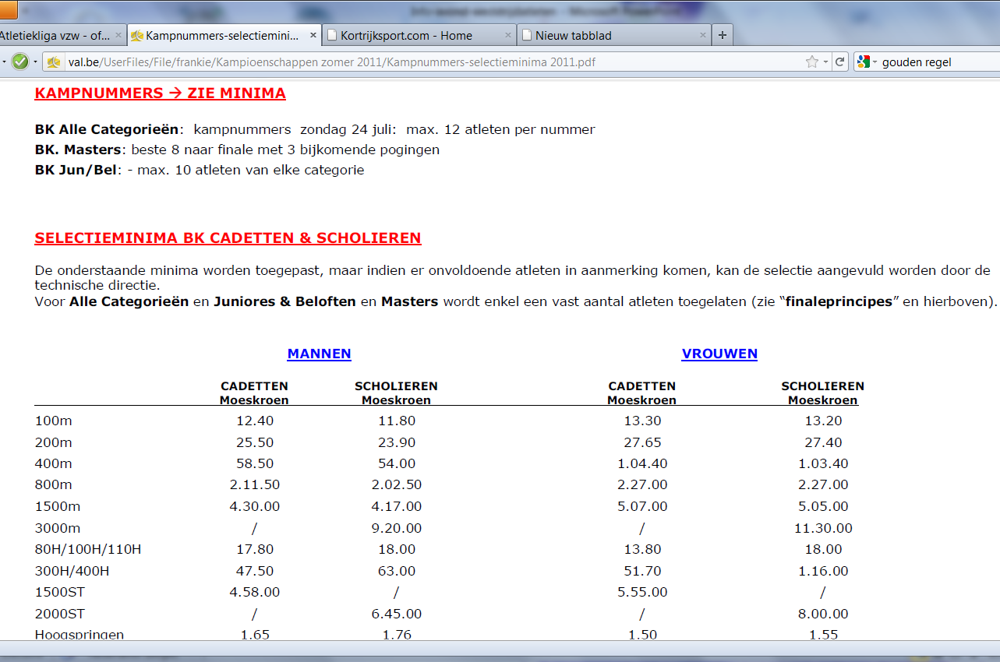 Atletiekliga vzw - of... Kampnummers-selectiemini... Kortrijksport.com - Home Nieuw tabblad
val.be/UserFiles/File/frankie/Kampioenschappen zomer 2011/Kampnummers-selectieminima 2011.pdf gouden regel
KAMPNUMMERS → ZIE MINIMA
BK Alle Categorieën: kampnummers zondag 24 juli: max. 12 atleten per nummer
BK. Masters: beste 8 naar finale met 3 bijkomende pogingen
BK Jun/Bel: - max. 10 atleten van elke categorie
SELECTIEMINIMA BK CADETTEN & SCHOLIEREN
De onderstaande minima worden toegepast, maar indien er onvoldoende atleten in aanmerking komen, kan de selectie aangevuld worden door de
technische directie.
Voor Alle Categorieën en Juniores & Beloften en Masters wordt enkel een vast aantal atleten toegelaten (zie “finaleprincipes” en hierboven).
MANNEN VROUWEN
CADETTEN SCHOLIEREN CADETTEN SCHOLIEREN
Moeskroen Moeskroen Moeskroen Moeskroen
100m 12.40 11.80 13.30 13.20
200m 25.50 23.90 27.65 27.40
400m 58.50 54.00 1.04.40 1.03.40
800m 2.11.50 2.02.50 2.27.00 2.27.00
1500m 4.30.00 4.17.00 5.07.00 5.05.00
3000m / 9.20.00 / 11.30.00
80H/100H/110H 17.80 18.00 13.80 18.00
300H/400H 47.50 63.00 51.70 1.16.00
1500ST 4.58.00 / 5.55.00 /
2000ST / 6.45.00 / 8.00.00
Hoogspringen 1.65 1.76 1.50 1.55